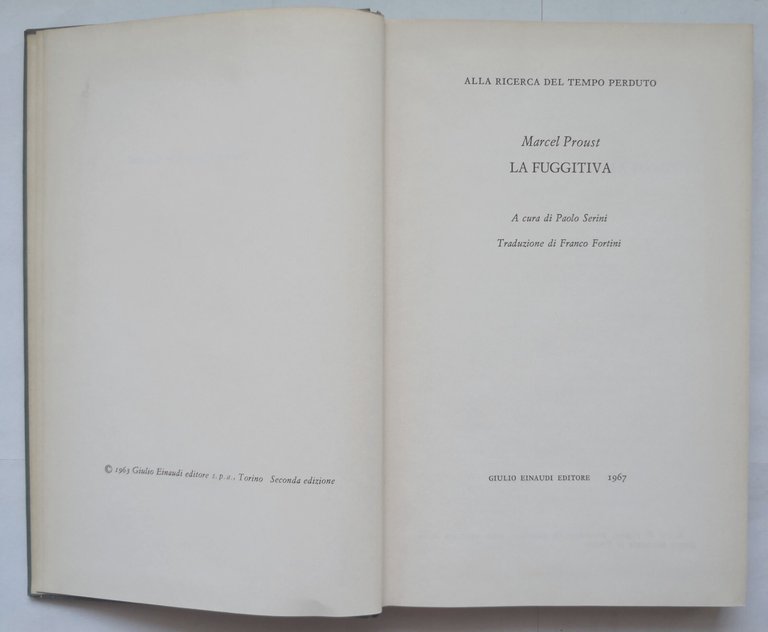 © 1963 Giulio Einaudi editore s.p.a., Torino Seconda edizione
ALLA RICERCA DEL TEMPO PERDUTO
Marcel Proust
LA FUGGITIVA
A cura di Paolo Serini
Traduzione di Franco Fortini
GIULIO EINAUDI EDITORE 1967